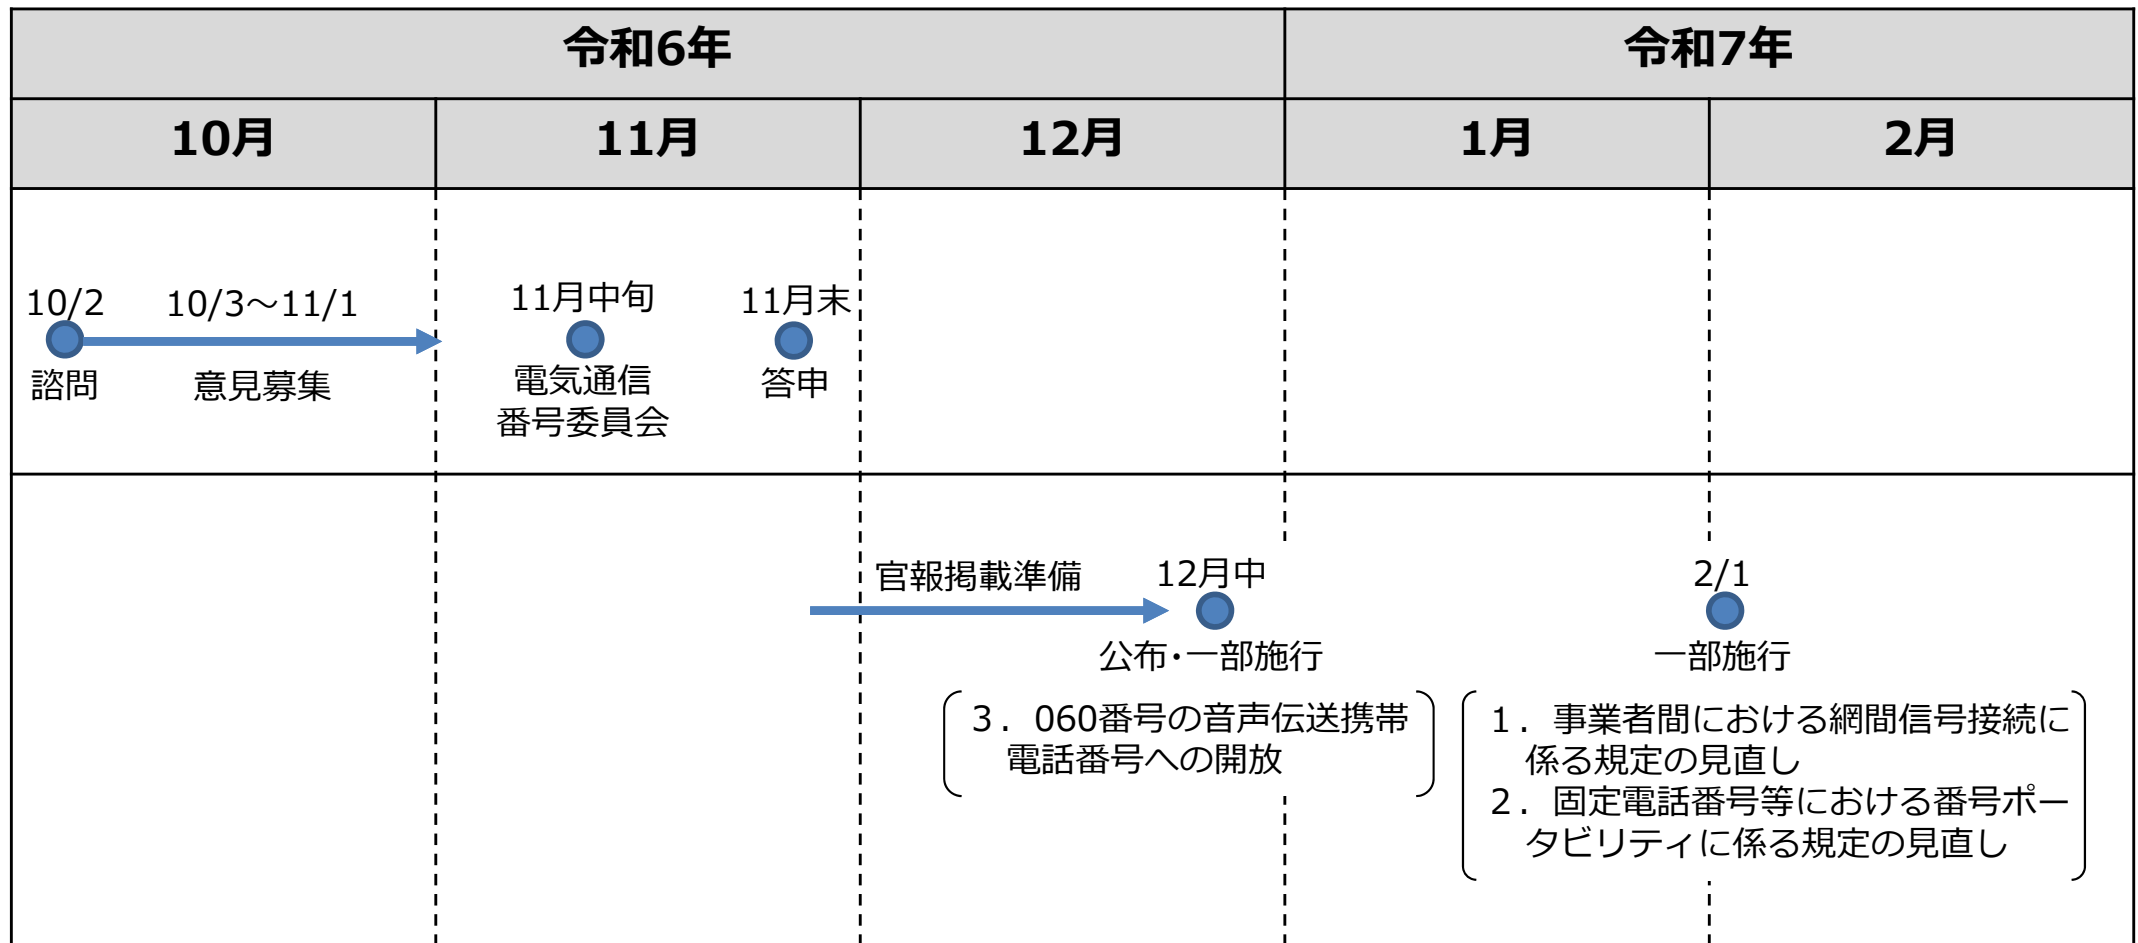 令和6年
令和7年
10月
11月
12月
1月
2月
10/2
10/3～11/1
11月中旬
11月末
諮問
意見募集
電気通信
番号委員会
答申
官報掲載準備
12月中
2/1
公布・一部施行
一部施行
３．060番号の音声伝送携帯
電話番号への開放
１．事業者間における網間信号接続に
係る規定の見直し
２．固定電話番号等における番号ポー
タビリティに係る規定の見直し